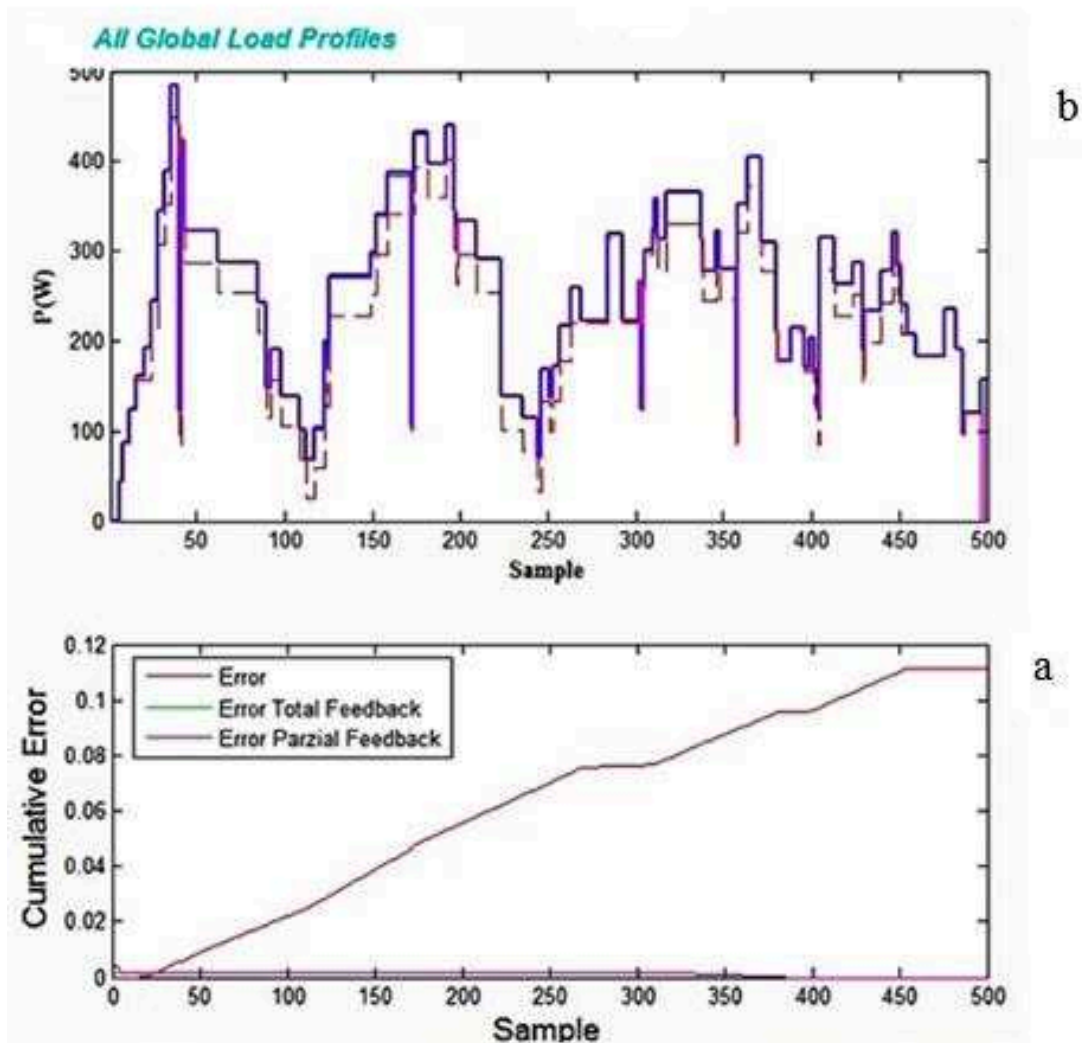 All Global Load Profiles
500
400
300
200
100
0
P(W)
50 100 150 200 250 300 350 400 450 500
Sample
b
0.12
0.1
0.08
0.06
0.04
0.02
0
Cumulative Error
Error
Error Total Feedback
Error Parzial Feedback
0 50 100 150 200 250 300 350 400 450 500
Sample
a